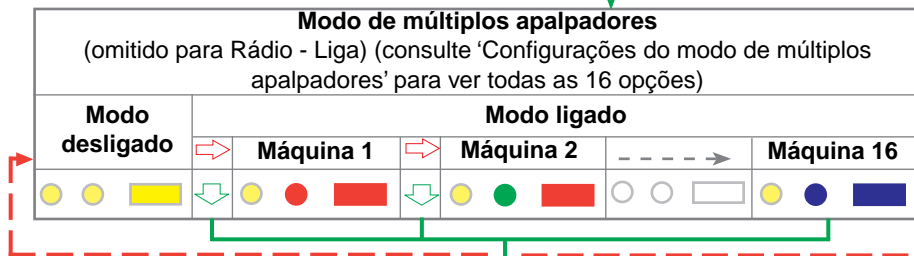 Modo de múltiplos apalpadores
(omitido para Rádio - Liga) (consulte ‘Configurações do modo de múltiplos
apalpadores’ para ver todas as 16 opções)
Modo
desligado
Modo ligado
Máquina 1
Máquina 2
Máquina 16